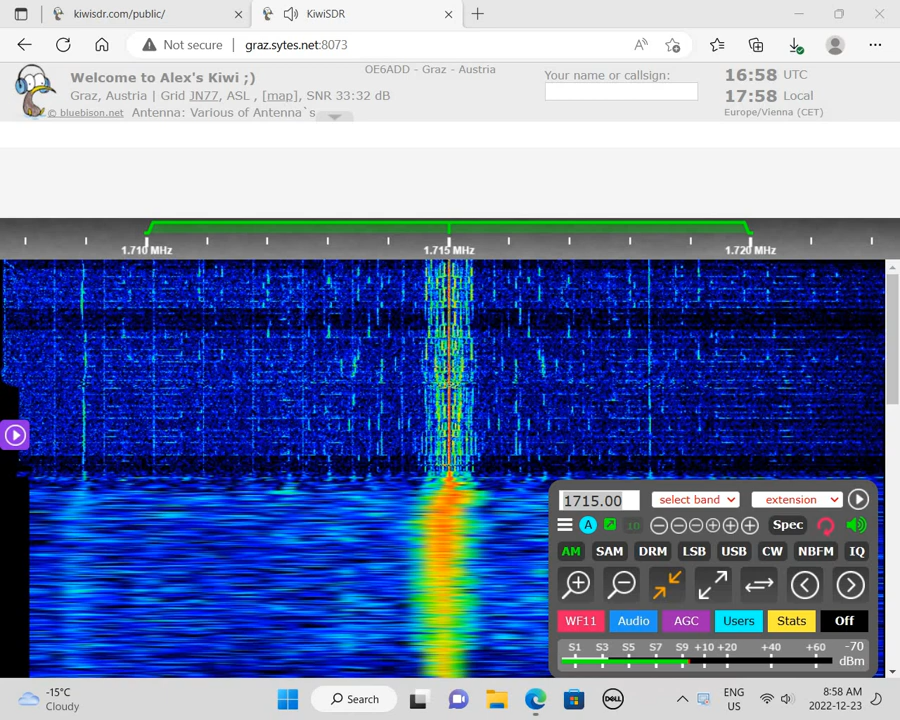 kiwisdr.com/public/
KiwiSDR
Not secure
graz.sytes.net:8073
Welcome to Alex's Kiwi ;)
OE6ADD - Graz - Austria
Graz, Austria | Grid JN77, ASL , [map], SNR 33:32 dB
© bluebison.net
Antenna: Various of Antenna`s
Your name or callsign:
16:58 UTC
17:58 Local
Europe/Vienna (CET)
1.710 MHz
1.715 MHz
1.720 MHz
1715.00
select band
extension
A
1D
Spec
AM SAM DRM LSB USB CW NBFM IQ
WF11 Audio AGC Users Stats Off
S1 S3 S5 S7 S9 +10 +20 +40 +60
-70
dBm
-15°C
Cloudy
Search
DELL
ENG
US
8:58 AM
2022-12-23